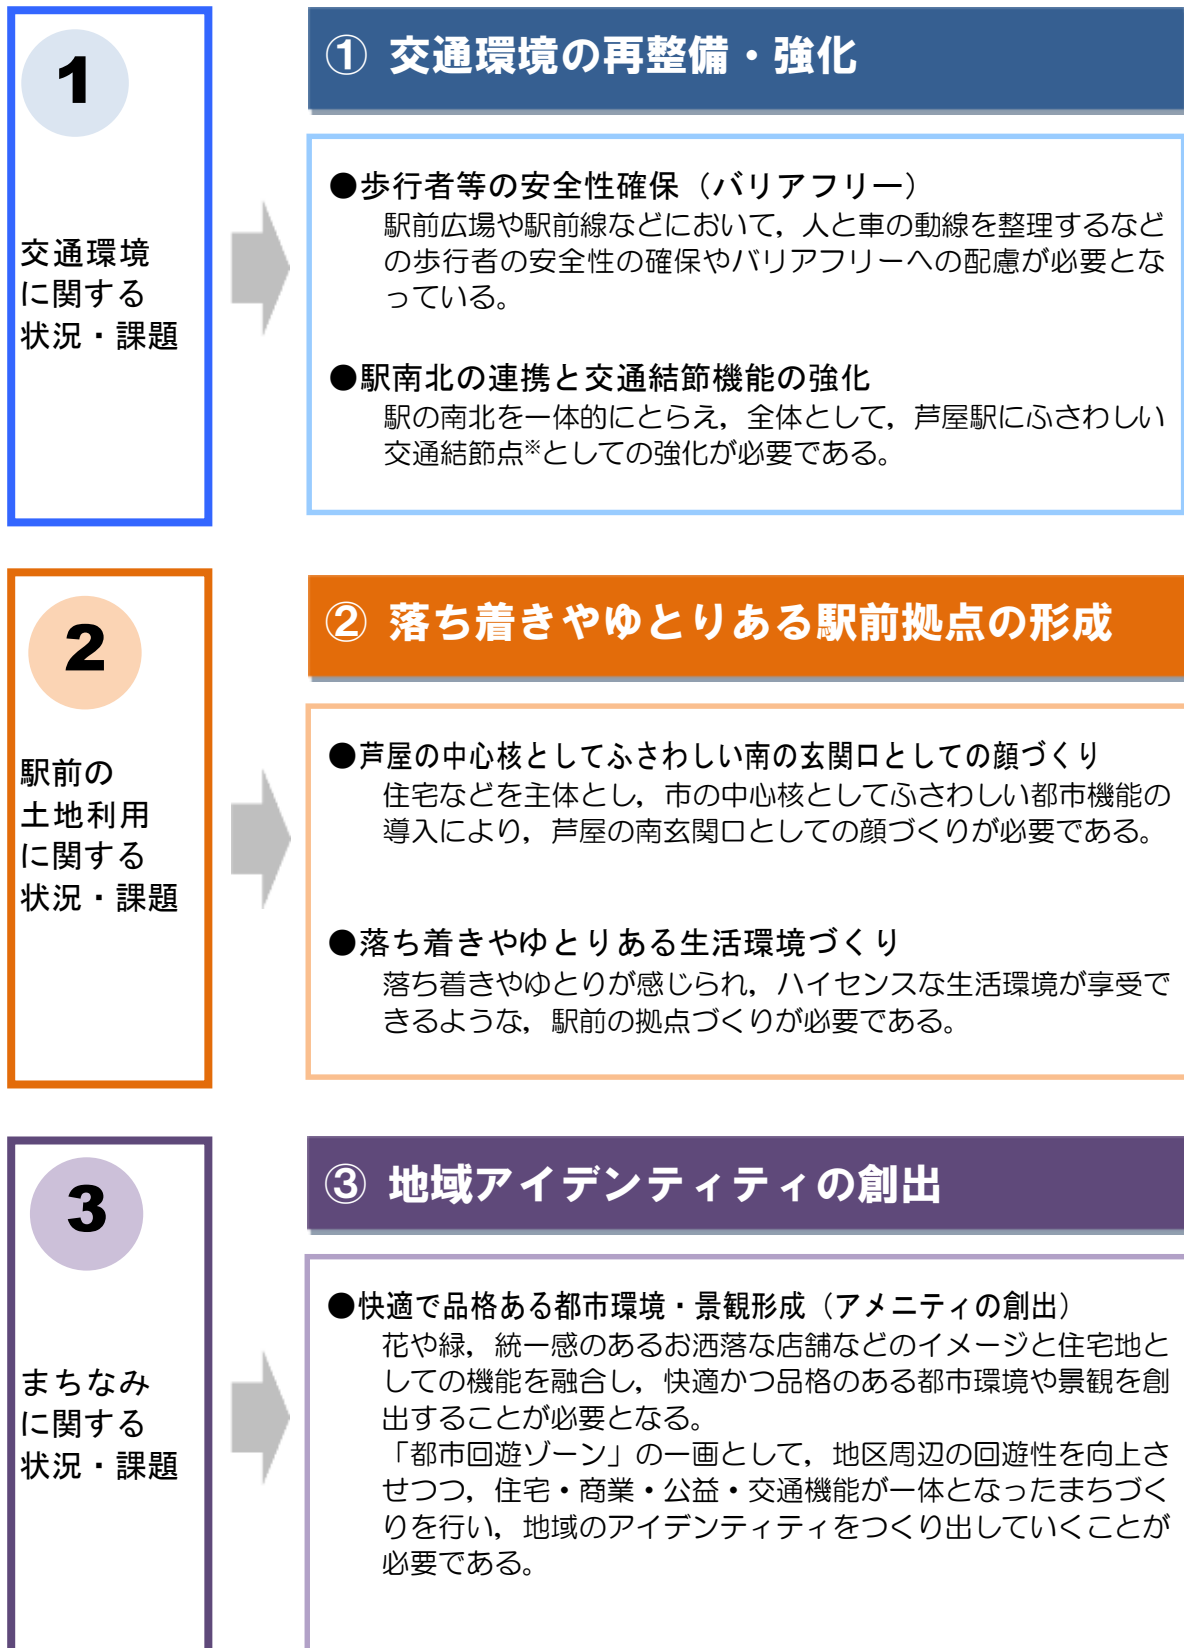 1
交通環境
に関する
状況・課題
① 交通環境の再整備・強化
●歩行者等の安全性確保（バリアフリー）
駅前広場や駅前線などにおいて，人と車の動線を整理するなど
の歩行者の安全性の確保やバリアフリーへの配慮が必要とな
っている。
●駅南北の連携と交通結節機能の強化
駅の南北を一体的にとらえ，全体として，芦屋駅にふさわしい
交通結節点※としての強化が必要である。
2
駅前の
土地利用
に関する
状況・課題
② 落ち着きやゆとりある駅前拠点の形成
●芦屋の中心核としてふさわしい南の玄関口としての顔づくり
住宅などを主体とし，市の中心核としてふさわしい都市機能の
導入により，芦屋の南玄関口としての顔づくりが必要である。
●落ち着きやゆとりある生活環境づくり
落ち着きやゆとりが感じられ，ハイセンスな生活環境が享受で
きるような，駅前の拠点づくりが必要である。
3
まちなみ
に関する
状況・課題
③ 地域アイデンティティの創出
●快適で品格ある都市環境・景観形成（アメニティの創出）
花や緑，統一感のあるお洒落な店舗などのイメージと住宅地と
しての機能を融合し，快適かつ品格のある都市環境や景観を創
出することが必要となる。
「都市回遊ゾーン」の一画として，地区周辺の回遊性を向上さ
せつつ，住宅・商業・公益・交通機能が一体となったまちづく
りを行い，地域のアイデンティティをつくり出していくことが
必要である。